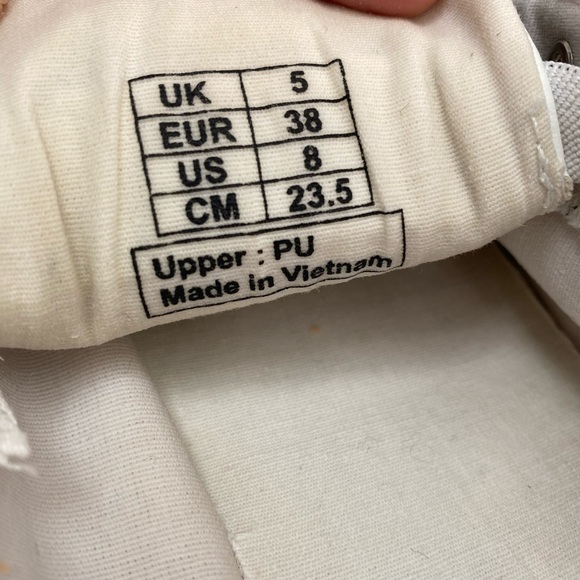 UK 5
EUR 38
US 8
CM 23.5
Upper : PU
Made in Vietnam